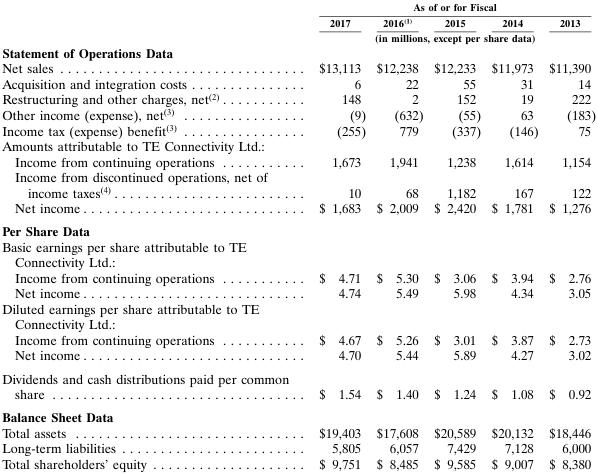 As of or for Fiscal
2017 2016(1) 2015 2014 2013
(in millions, except per share data)
Statement of Operations Data
Net sales . . . . . . . . . . . . . . . . . . . . . . . . . . . . . . . . $13,113 $12,238 $12,233 $11,973 $11,390
Acquisition and integration costs . . . . . . . . . . . . . . . 6 22 55 31 14
Restructuring and other charges, net(2) . . . . . . . . . . . 148 2 152 19 222
Other income (expense), net(3) . . . . . . . . . . . . . . . . . (9) (632) (55) 63 (183)
Income tax (expense) benefit(3) . . . . . . . . . . . . . . . . . (255) 779 (337) (146) 75
Amounts attributable to TE Connectivity Ltd.:
Income from continuing operations . . . . . . . . . . . 1,673 1,941 1,238 1,614 1,154
Income from discontinued operations, net of
income taxes(4) . . . . . . . . . . . . . . . . . . . . . . . . . 10 68 1,182 167 122
Net income . . . . . . . . . . . . . . . . . . . . . . . . . . . . . $ 1,683 $ 2,009 $ 2,420 $ 1,781 $ 1,276
Per Share Data
Basic earnings per share attributable to TE
Connectivity Ltd.:
Income from continuing operations . . . . . . . . . . . $ 4.71 $ 5.30 $ 3.06 $ 3.94 $ 2.76
Net income . . . . . . . . . . . . . . . . . . . . . . . . . . . . . 4.74 5.49 5.98 4.34 3.05
Diluted earnings per share attributable to TE
Connectivity Ltd.:
Income from continuing operations . . . . . . . . . . . $ 4.67 $ 5.26 $ 3.01 $ 3.87 $ 2.73
Net income . . . . . . . . . . . . . . . . . . . . . . . . . . . . . 4.70 5.44 5.89 4.27 3.02
Dividends and cash distributions paid per common
share . . . . . . . . . . . . . . . . . . . . . . . . . . . . . . . . . $ 1.54 $ 1.40 $ 1.24 $ 1.08 $ 0.92
Balance Sheet Data
Total assets . . . . . . . . . . . . . . . . . . . . . . . . . . . . . . $19,403 $17,608 $20,589 $20,132 $18,446
Long-term liabilities . . . . . . . . . . . . . . . . . . . . . . . . . 5,805 6,057 7,429 7,128 6,000
Total shareholders' equity . . . . . . . . . . . . . . . . . . . . $ 9,751 $ 8,485 $ 9,585 $ 9,007 $ 8,380